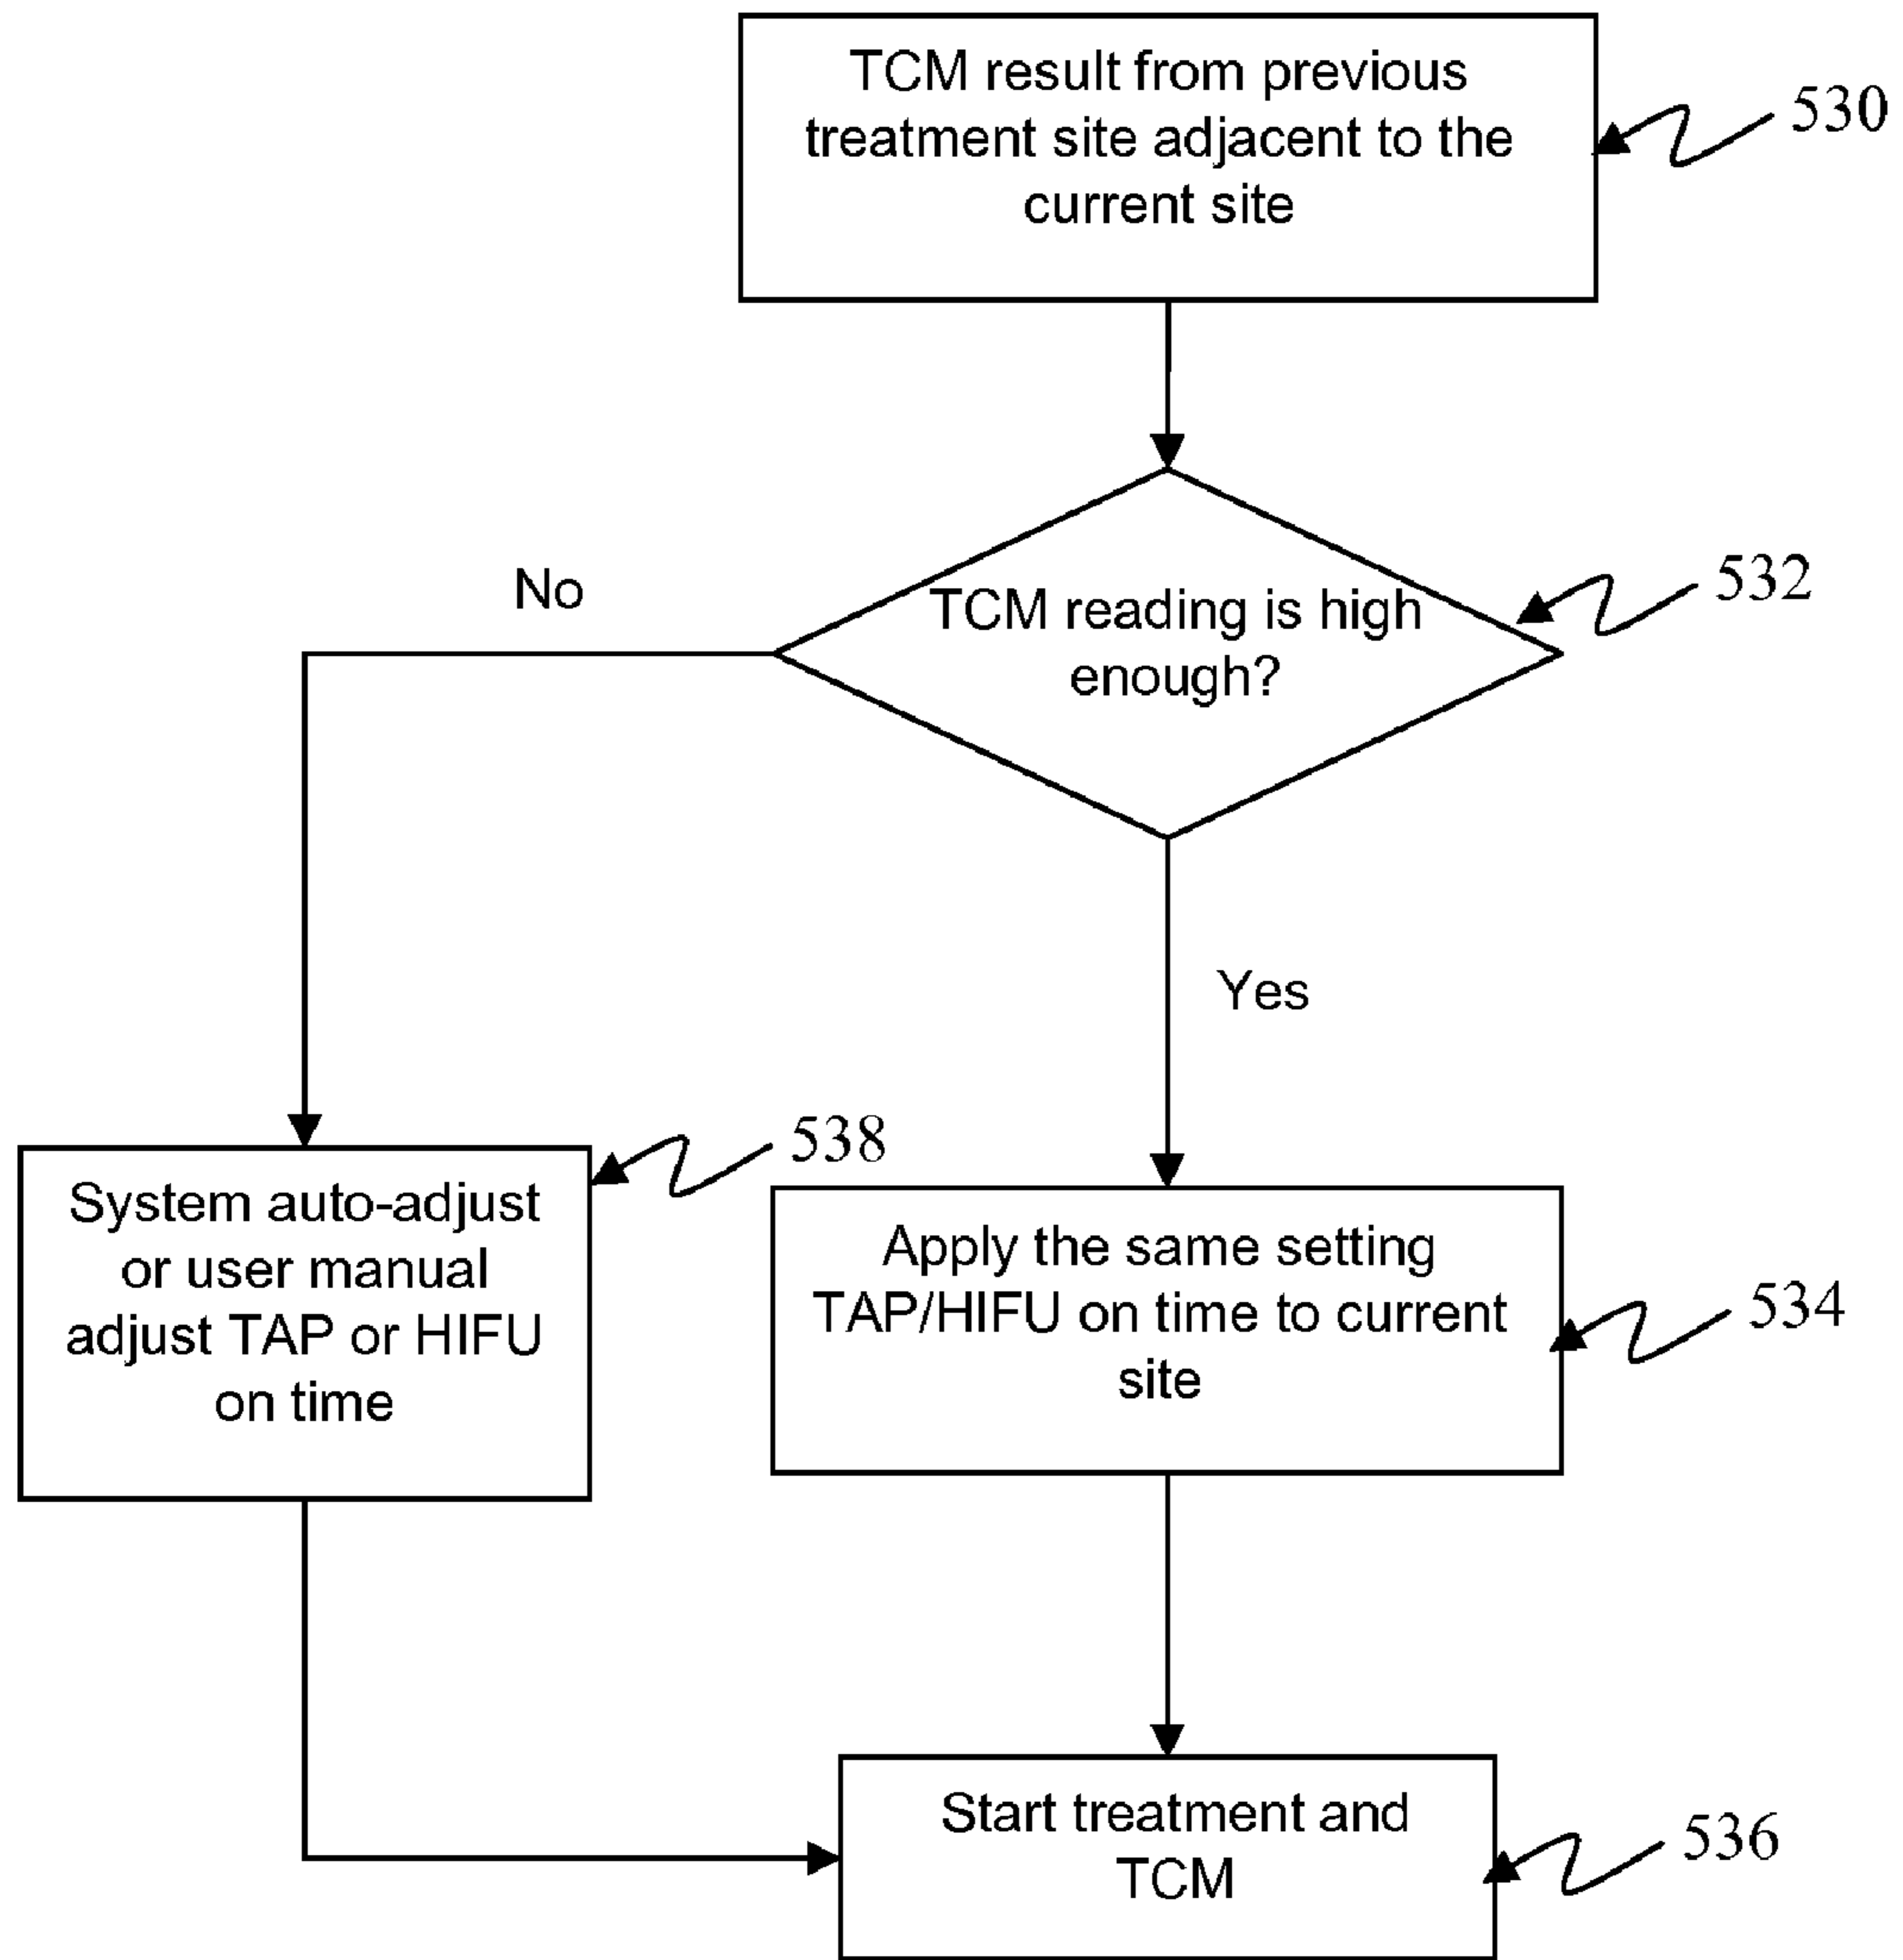 TCM result from previous
treatment site adjacent to the
current site
530
No
TCM reading is high
enough?
532
Yes
538
System auto-adjust
or user manual
adjust TAP or HIFU
on time
Apply the same setting
TAP/HIFU on time to current
site
534
Start treatment and
TCM
536